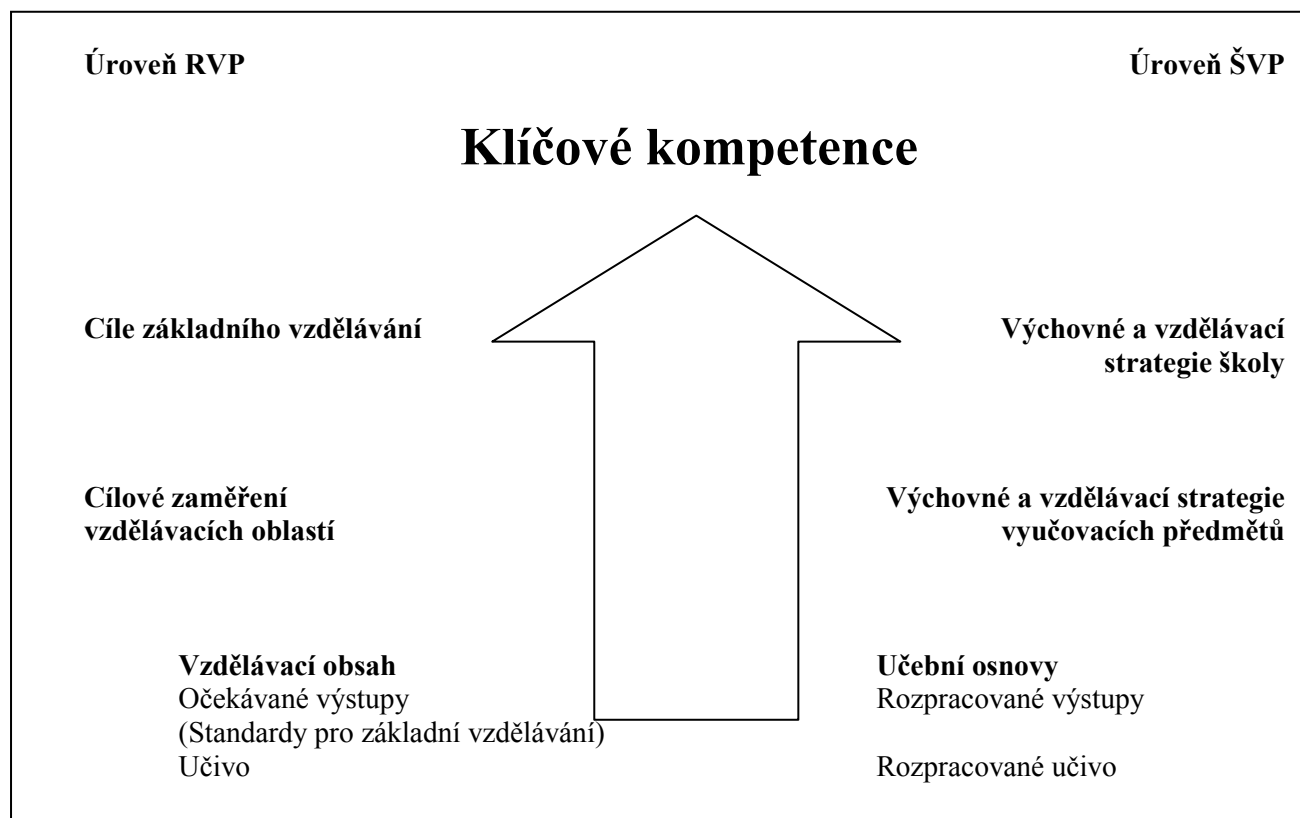 Úroveň RVP
Úroveň ŠVP
Klíčové kompetence
Cíle základního vzdělávání
Výchovné a vzdělávací
strategie školy
Cílové zaměření
vzdělávacích oblastí
Výchovné a vzdělávací strategie
vyučovacích předmětů
Vzdělávací obsah
Očekávané výstupy
(Standardy pro základní vzdělávání)
Učivo
Učební osnovy
Rozpracované výstupy
Rozpracované učivo